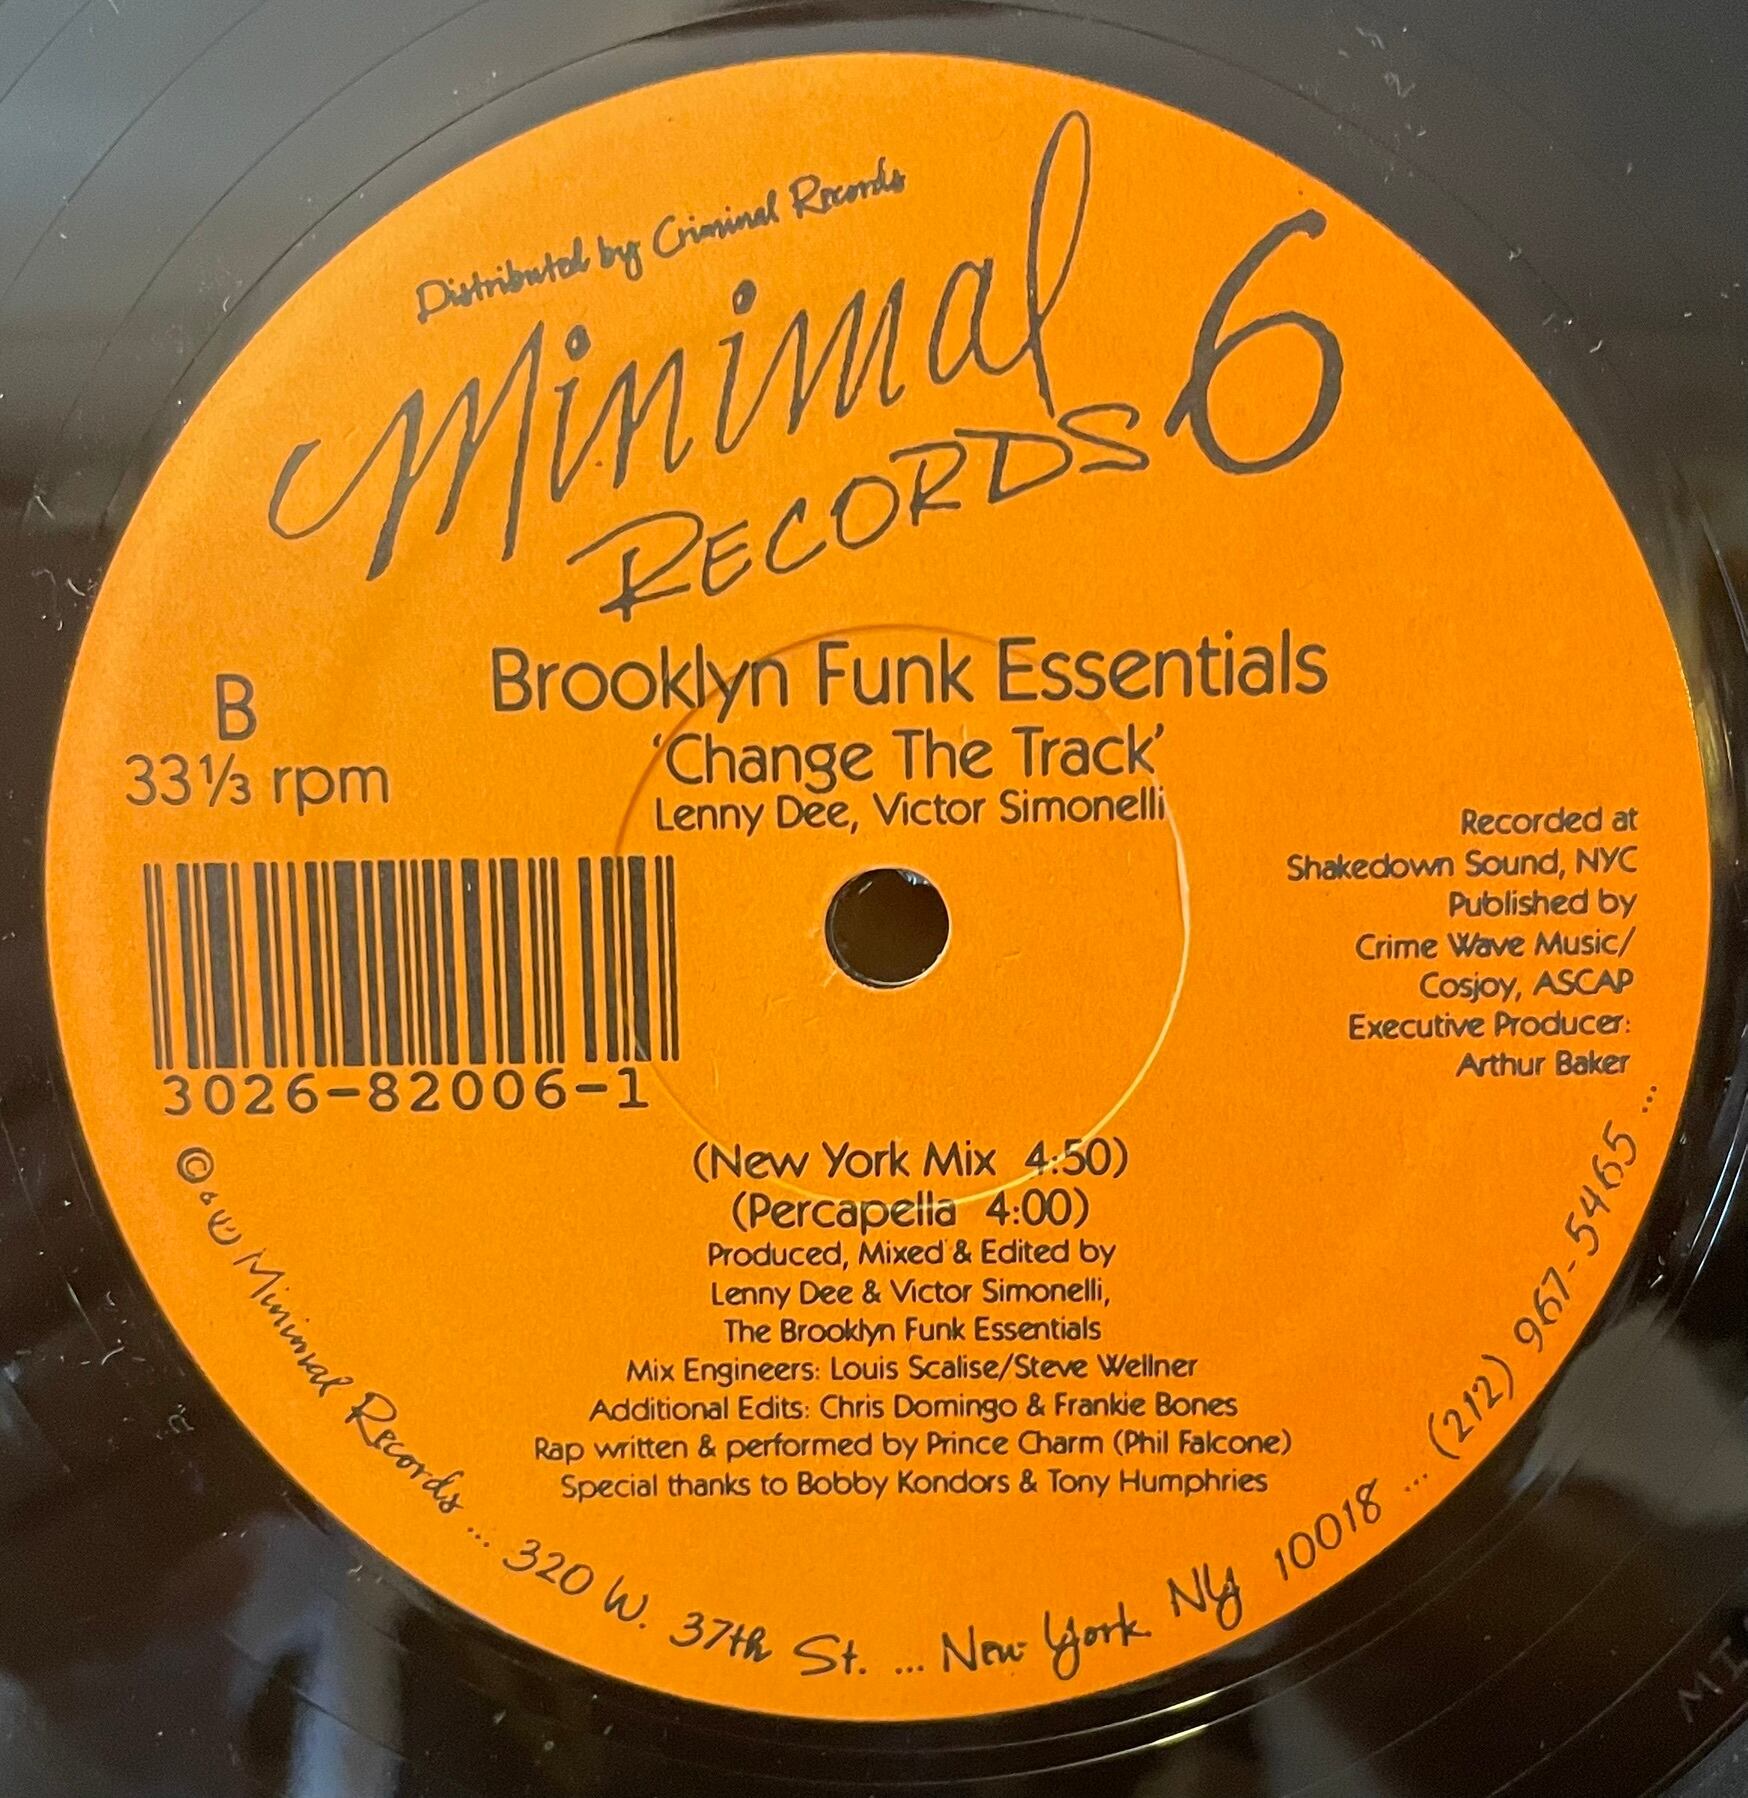 Distributed by Criminal Records
Minimal 6
RECORDS
Brooklyn Funk Essentials
'Change The Track'
Lenny Dee, Victor Simonelli
B
33 1/3 rpm
3026-82006-1
Recorded at
Shakedown Sound, NYC
Published by
Crime Wave Music/
Cosjoy, ASCAP
Executive Producer:
Arthur Baker
(New York Mix 4:50)
(Percapella 4:00)
Produced, Mixed & Edited by
Lenny Dee & Victor Simonelli,
The Brooklyn Funk Essentials
Mix Engineers: Louis Scalise/Steve Wellner
Additional Edits: Chris Domingo & Frankie Bones
Rap written & performed by Prince Charm (Phil Falcone)
Special thanks to Bobby Kondors & Tony Humphries
Minimal Records ... 320 W. 37th St. ... New York NY 10018 ... (212) 967-5465 ...